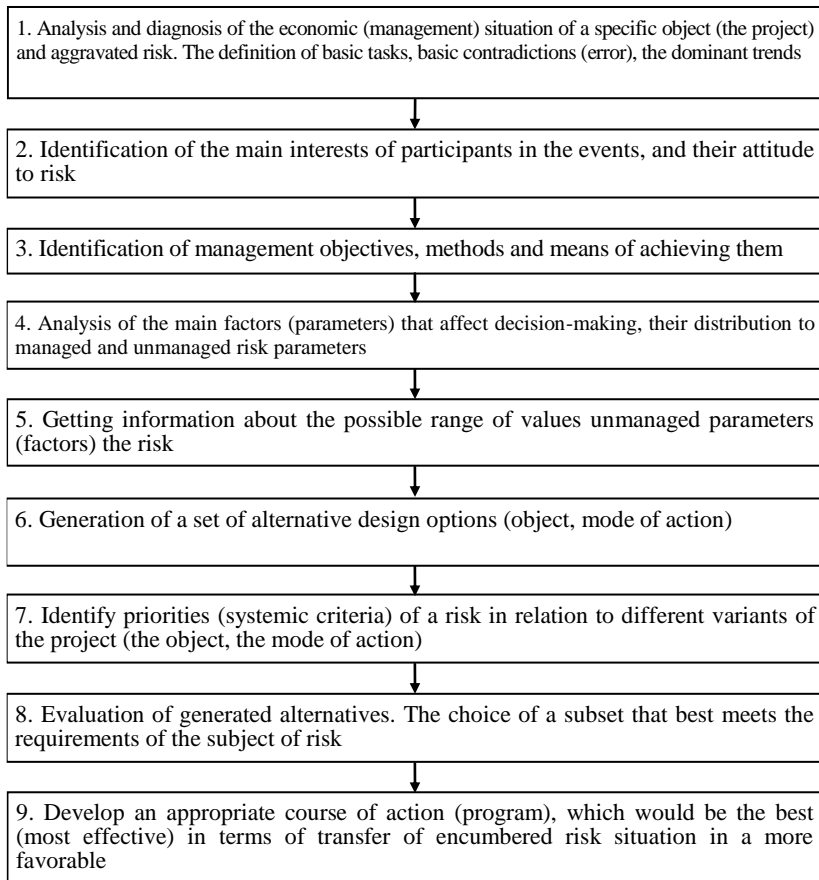 1. Analysis and diagnosis of the economic (management) situation of a specific object (the project)
and aggravated risk. The definition of basic tasks, basic contradictions (error), the dominant trends
2. Identification of the main interests of participants in the events, and their attitude
to risk
3. Identification of management objectives, methods and means of achieving them
4. Analysis of the main factors (parameters) that affect decision-making, their distribution to
managed and unmanaged risk parameters
5. Getting information about the possible range of values unmanaged parameters
(factors) the risk
6. Generation of a set of alternative design options (object, mode of action)
7. Identify priorities (systemic criteria) of a risk in relation to different variants of
the project (the object, the mode of action)
8. Evaluation of generated alternatives. The choice of a subset that best meets the
requirements of the subject of risk
9. Develop an appropriate course of action (program), which would be the best
(most effective) in terms of transfer of encumbered risk situation in a more
favorable